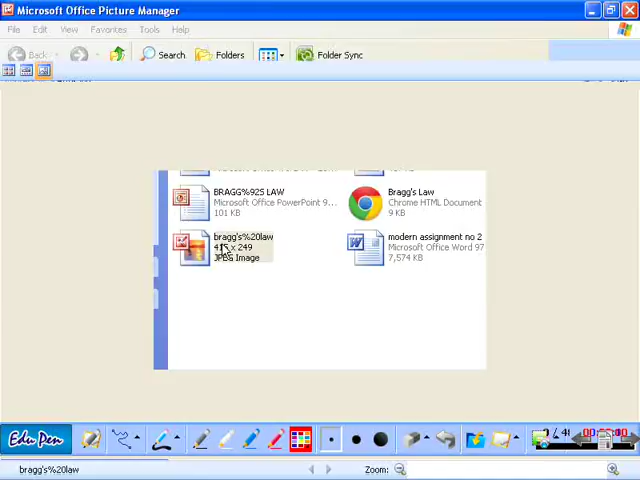 Microsoft Office Picture Manager
File Edit View Favorites Tools Help
Back Search Folders Folder Sync
BRAGG%92S LAW
Microsoft Office PowerPoint 9...
101 KB
Bragg's Law
Chrome HTML Document
9 KB
bragg's%20law
415 x 249
JPEG Image
modern assignment no 2
Microsoft Office Word 97
7,574 KB
Edu Pen
bragg's%20law
Zoom: